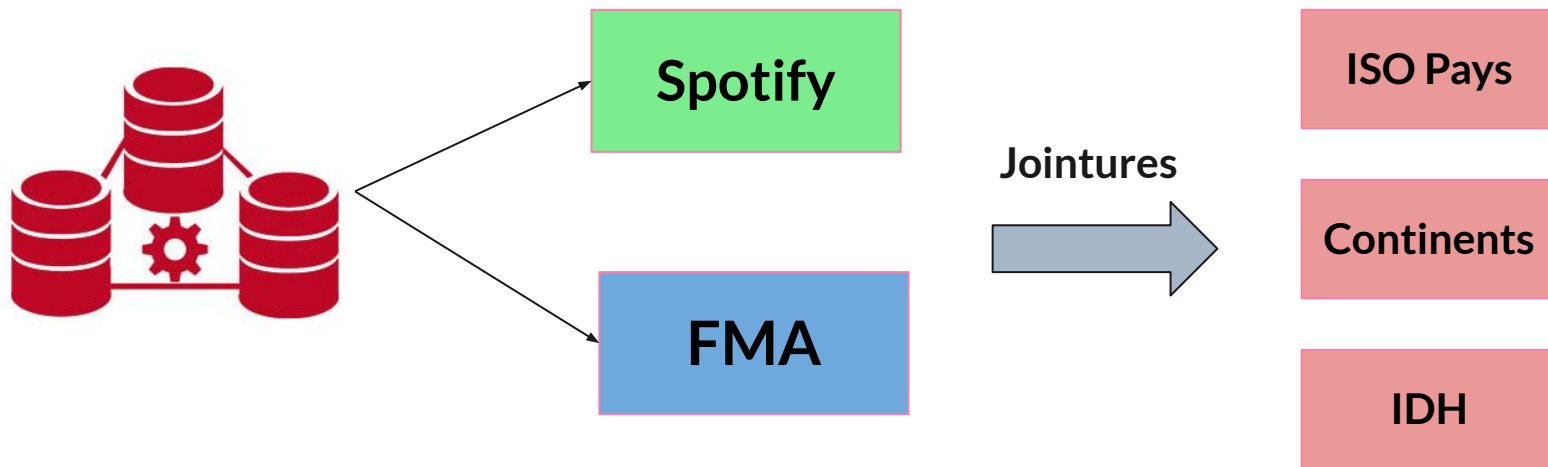 Spotify
FMA
Jointures
ISO Pays
Continents
IDH